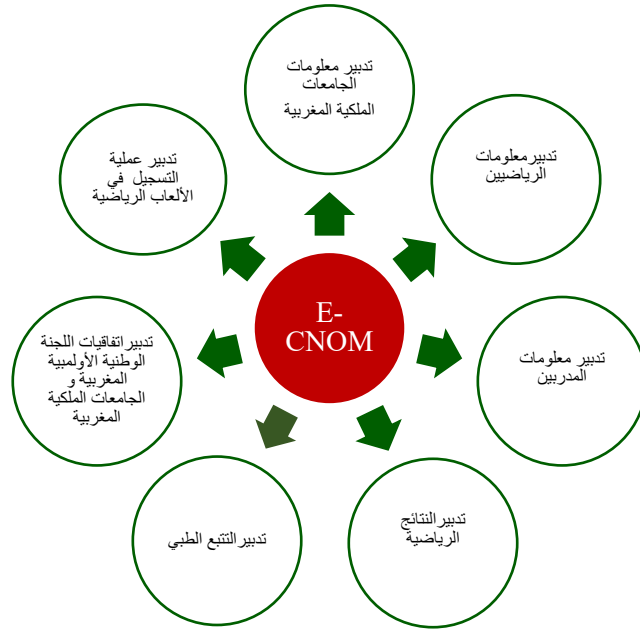 تدبير معلومات
الجامعات
الملكية المغربية
تدبيرمعلومات
الرياضيين
تدبير معلومات
المدربين
تدبيرالنتائج
الرياضية
تدبيرالتتبع الطبي
تدبيراتفاقيات اللجنة
الوطنية الأولمبية
المغربية و
الجامعات الملكية
المغربية
تدبير عملية
التسجيل في
الألعاب الرياضية
E-
CNOM